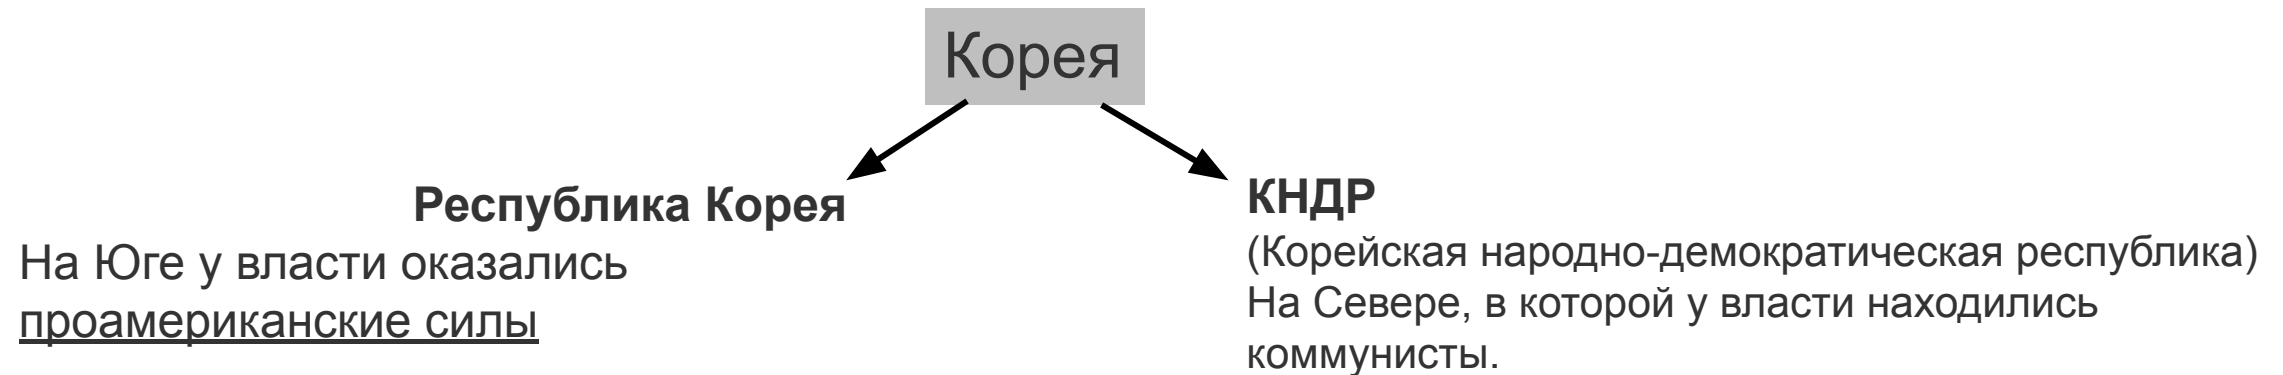 Корея
Республика Корея
На Юге у власти оказались
проамериканские силы
КНДР
(Корейская народно-демократическая республика)
На Севере, в которой у власти находились
коммунисты.